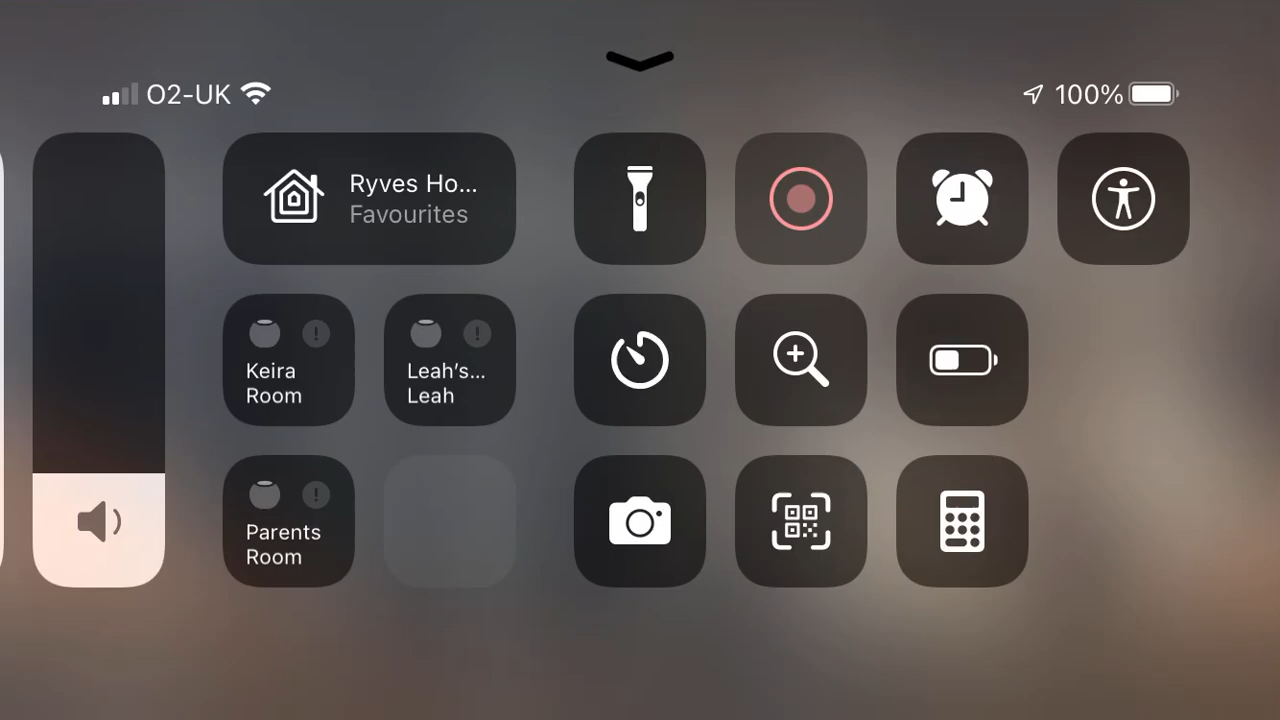 O2-UK
100%
Ryves Ho...
Favourites
Keira
Room
Leah's...
Leah
Parents
Room